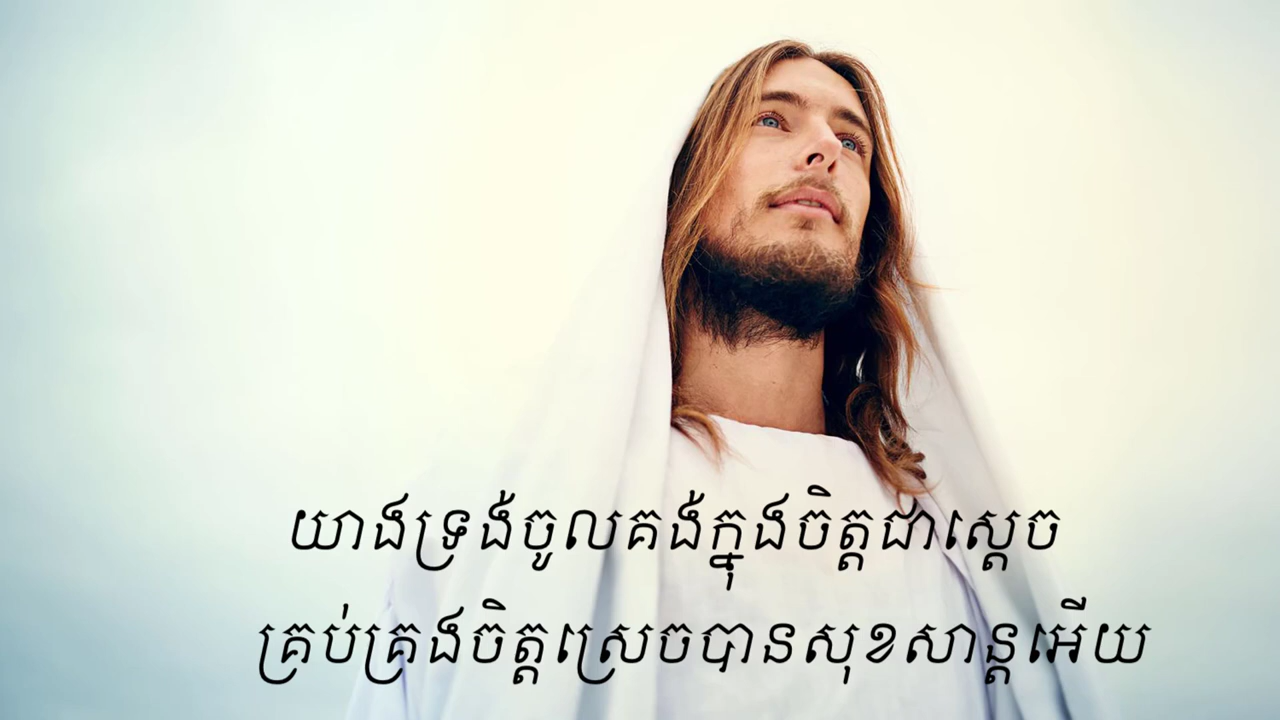 យាងទ្រង់ចូលគង់ក្នុងចិត្តជាស្តេច
គ្រប់គ្រងចិត្តស្រេចបានសុខសាន្តអើយ